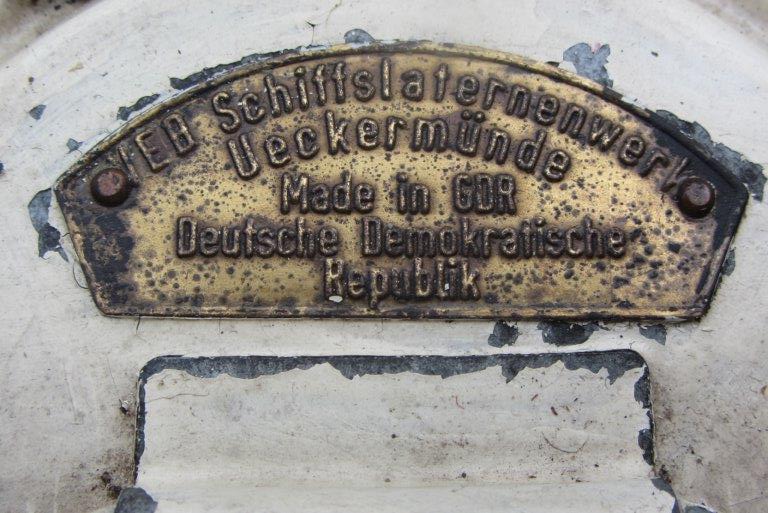 VEB Schiffslaternenwerk
Ueckermünde
Made in GDR
Deutsche Demokratische
Republik